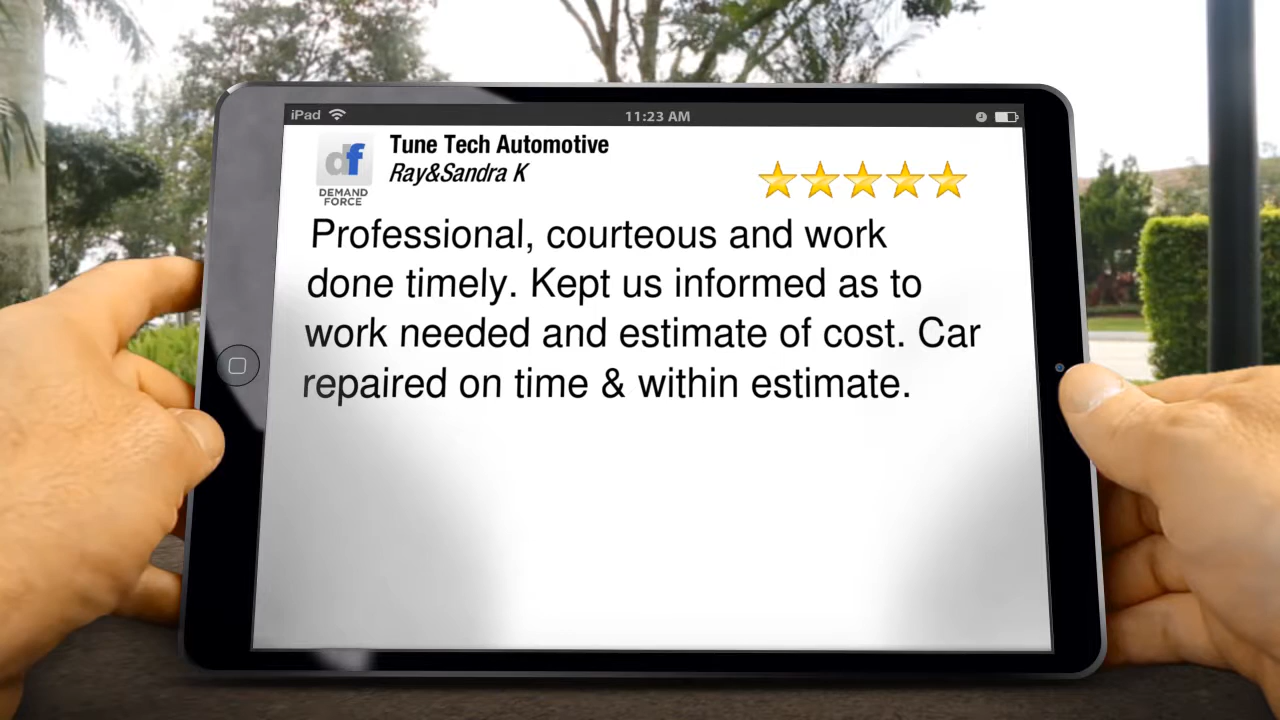 iPad 11:23 AM
df
DEMAND
FORCE
Tune Tech Automotive
Ray&Sandra K
Professional, courteous and work
done timely. Kept us informed as to
work needed and estimate of cost. Car
repaired on time & within estimate.